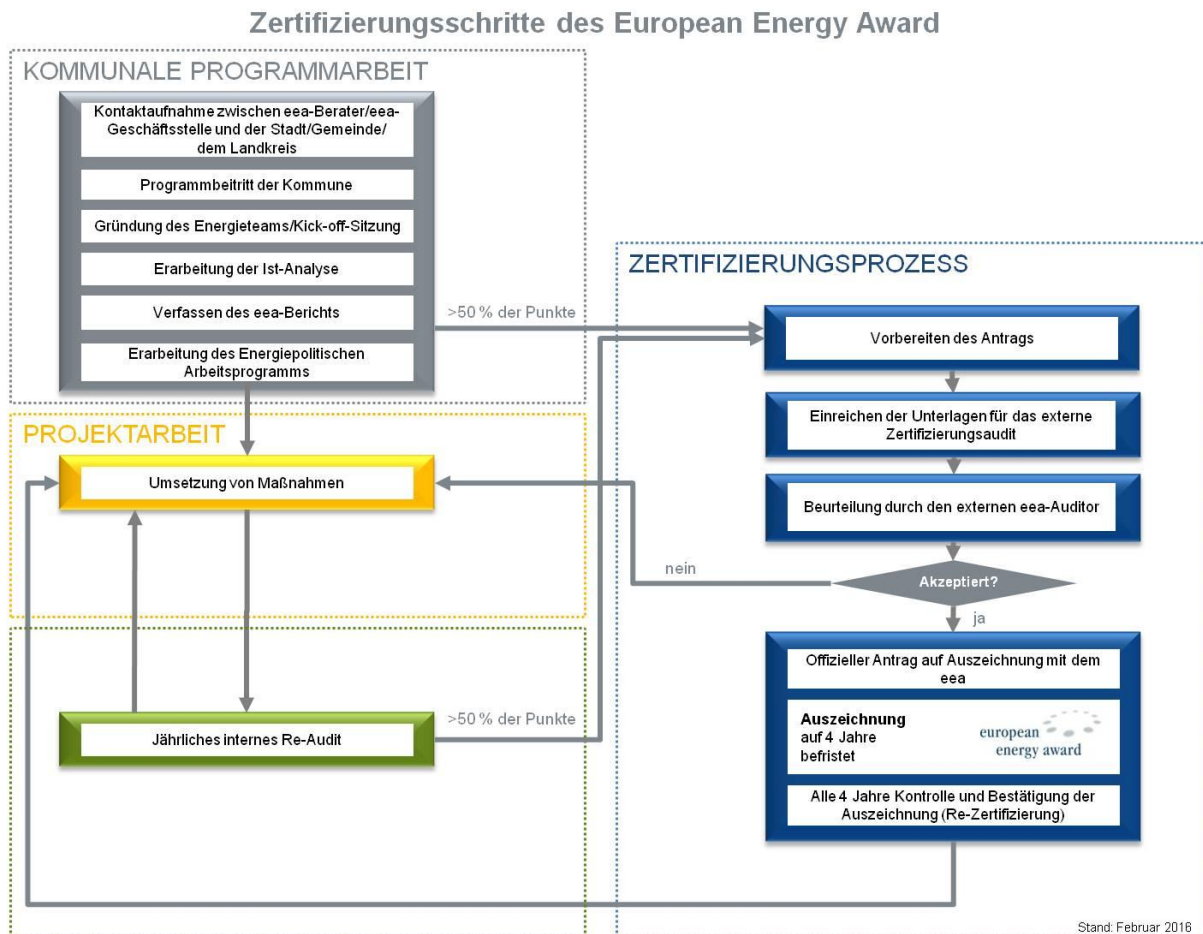 Zertifizierungsschritte des European Energy Award
KOMMUNALE PROGRAMMARBEIT
Kontaktaufnahme zwischen eea-Berater/eea-
Geschäftsstelle und der Stadt/Gemeinde/
dem Landkreis
Programmbeitritt der Kommune
Gründung des Energieteams/Kick-off-Sitzung
Erarbeitung der Ist-Analyse
Verfassen des eea-Berichts
Erarbeitung des Energiepolitischen
Arbeitsprogramms
>50 % der Punkte
PROJEKTARBEIT
Umsetzung von Maßnahmen
Jährliches internes Re-Audit
>50 % der Punkte
ZERTIFIZIERUNGSPROZESS
Vorbereiten des Antrags
Einreichen der Unterlagen für das externe
Zertifizierungsaudit
Beurteilung durch den externen eea-Auditor
Akzeptiert?
nein
ja
Offizieller Antrag auf Auszeichnung mit dem
eea
Auszeichnung
auf 4 Jahre
befristet
european
energy award
Alle 4 Jahre Kontrolle und Bestätigung der
Auszeichnung (Re-Zertifizierung)
Stand: Februar 2016